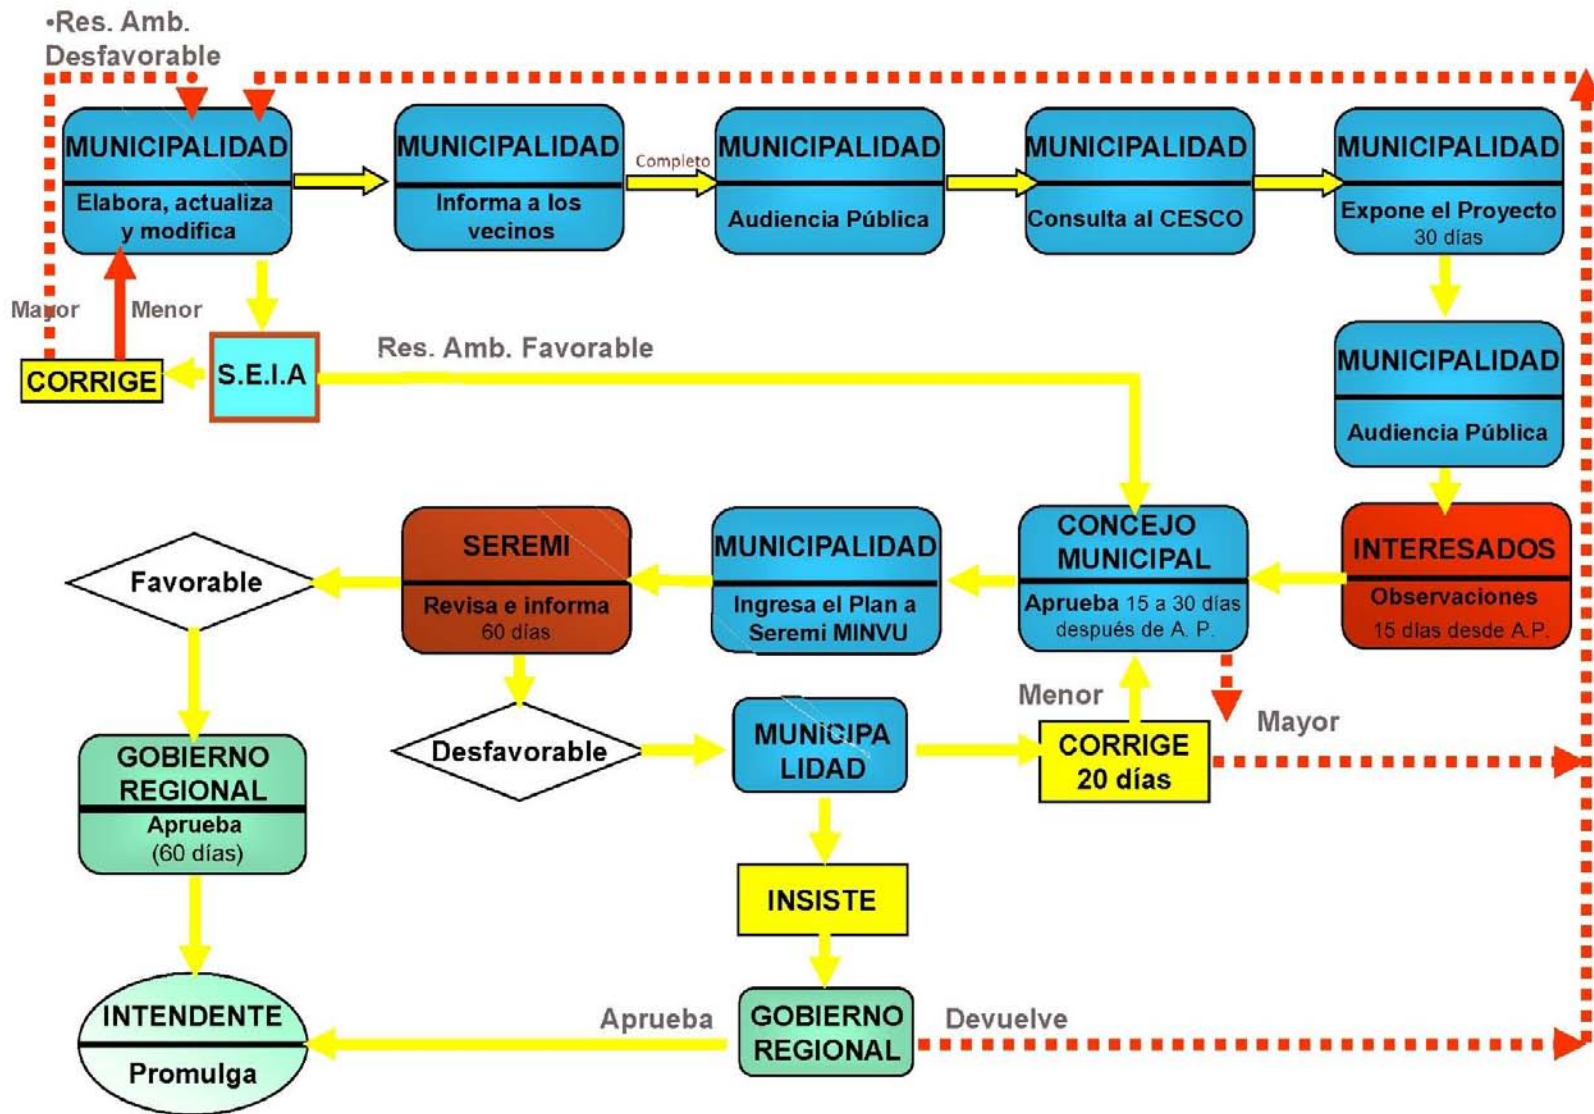 •Res. Amb.
Desfavorable
MUNICIPALIDAD
Elabora, actualiza
y modifica
MUNICIPALIDAD
Informa a los
vecinos
Completo
MUNICIPALIDAD
Audiencia Pública
MUNICIPALIDAD
Consulta al CESCO
MUNICIPALIDAD
Expone el Proyecto
30 días
Mayor
Menor
CORRIGE
S.E.I.A
Res. Amb. Favorable
MUNICIPALIDAD
Audiencia Pública
Favorable
SEREMI
Revisa e informa
60 días
MUNICIPALIDAD
Ingresa el Plan a
Seremi MINVU
CONCEJO
MUNICIPAL
Aprueba 15 a 30 días
después de A. P.
INTERESADOS
Observaciones
15 días desde A.P.
Menor
Mayor
GOBIERNO
REGIONAL
Aprueba
(60 días)
Desfavorable
MUNICIPA
LIDAD
CORRIGE
20 días
INSISTE
INTENDENTE
Promulga
Aprueba
GOBIERNO
REGIONAL
Devuelve